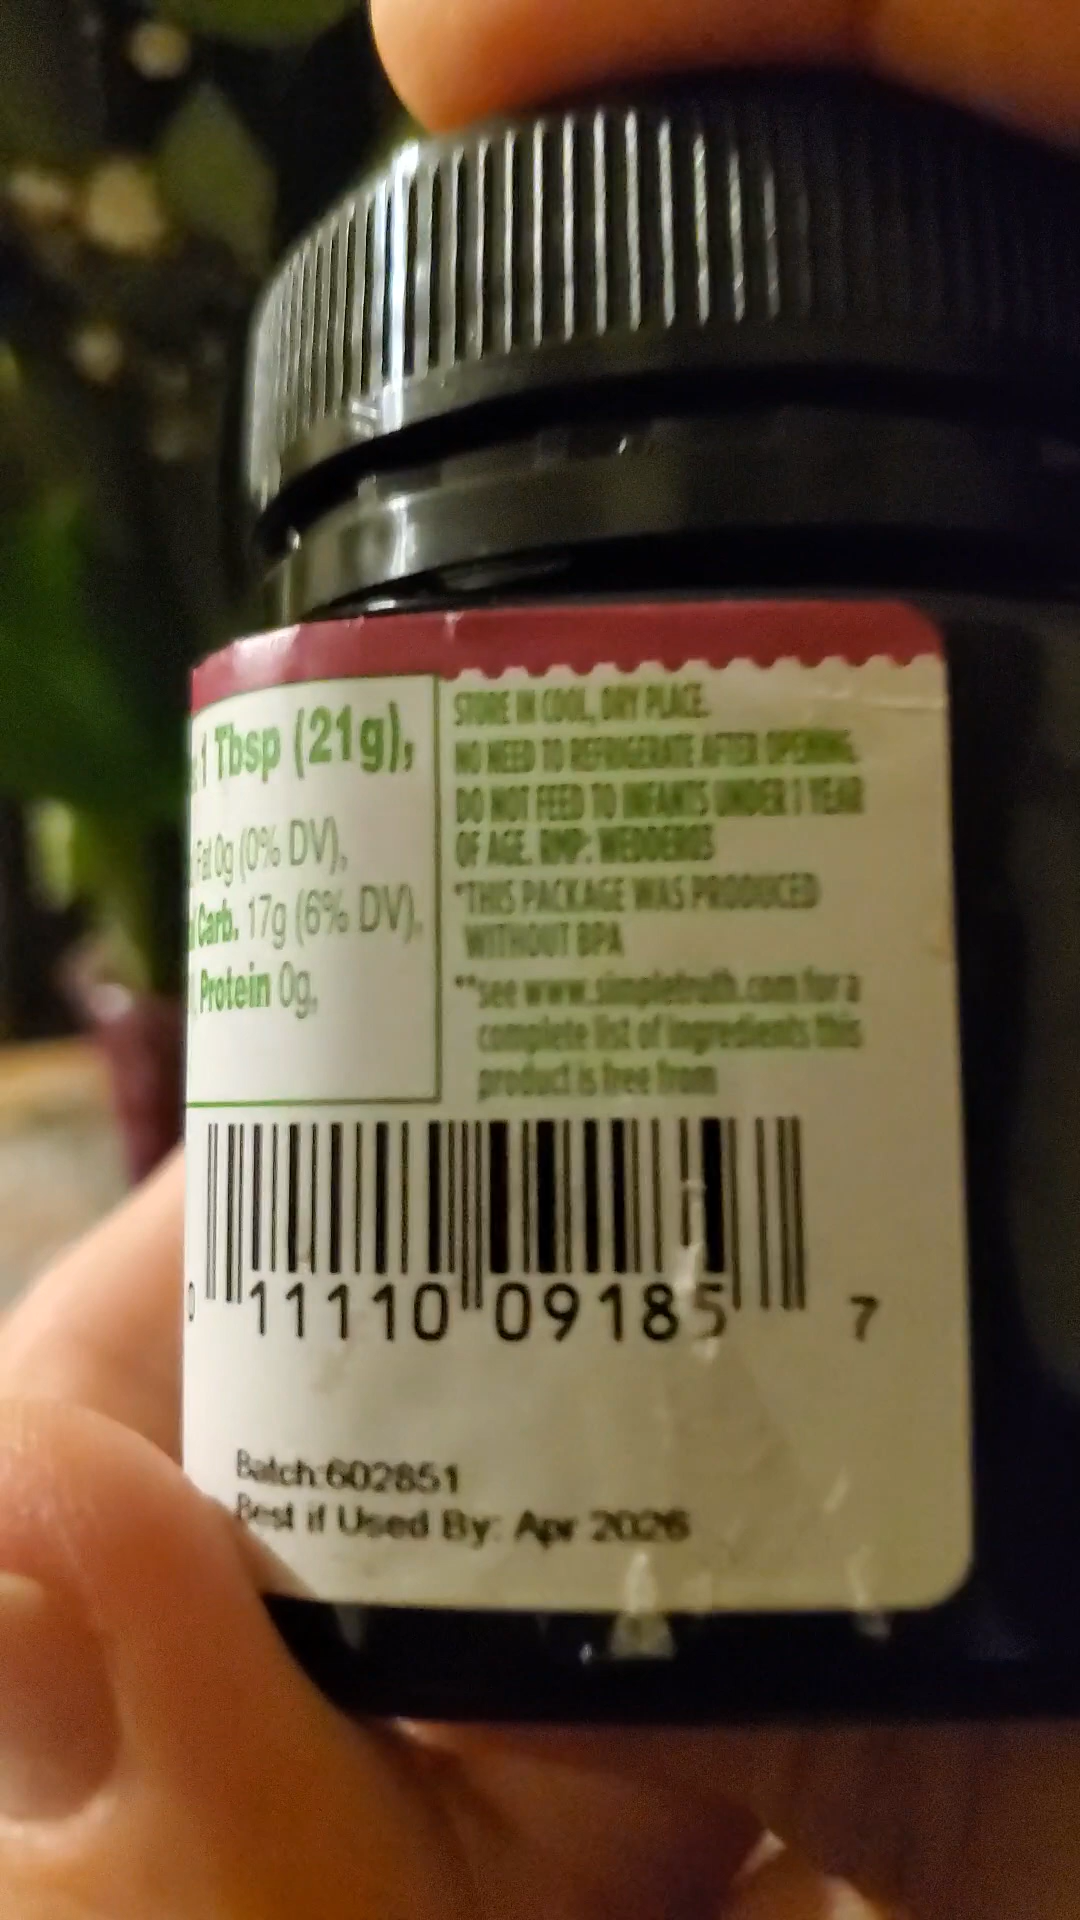 1 Tbsp (21g),
Fat 0g (0% DV),
Carb. 17g (6% DV),
Protein 0g,
STORE IN COOL, DRY PLACE.
NO NEED TO REFRIGERATE AFTER OPENING.
DO NOT FEED TO INFANTS UNDER 1 YEAR
OF AGE.
*THIS PACKAGE WAS PRODUCED
WITHOUT BPA
**see www.simpletruth.com for a
complete list of ingredients this
product is free from
0 11110 09185 7
Batch:602851
Best if Used By: Apr 2026